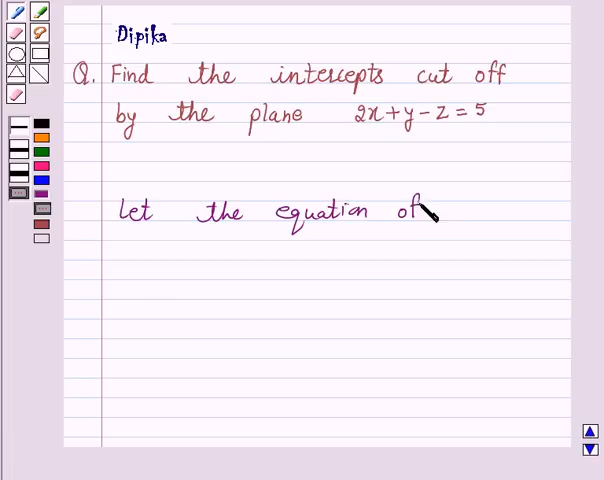 Dipika
Q. Find the intercepts cut off
by the plane 2x+y-z=5
Let the equation of